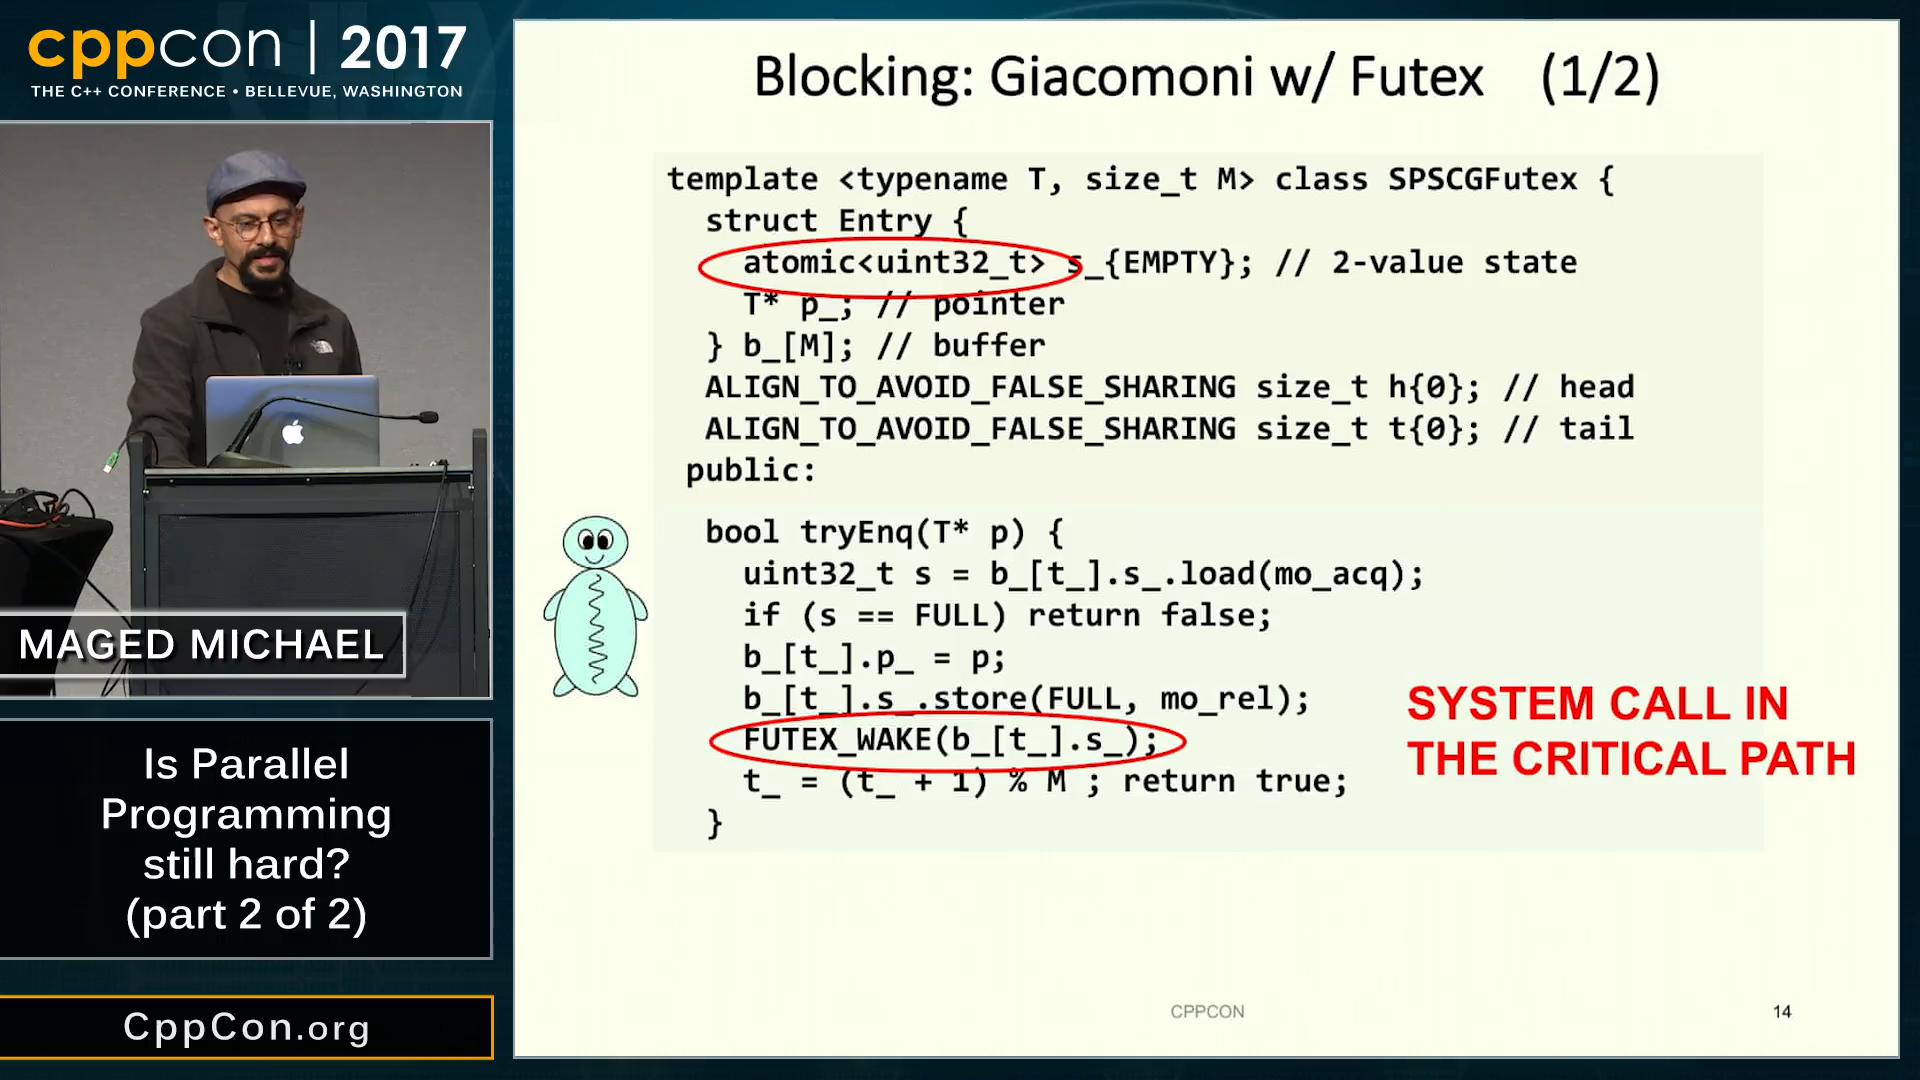 cppcon | 2017
THE C++ CONFERENCE • BELLEVUE, WASHINGTON
MAGED MICHAEL
Is Parallel
Programming
still hard?
(part 2 of 2)
CppCon.org
Blocking: Giacomoni w/ Futex (1/2)
template <typename T, size_t M> class SPSCGFutex {
struct Entry {
atomic<uint32_t> s_{EMPTY}; // 2-value state
T* p_; // pointer
} b_[M]; // buffer
ALIGN_TO_AVOID_FALSE_SHARING size_t h{0}; // head
ALIGN_TO_AVOID_FALSE_SHARING size_t t{0}; // tail
public:
bool tryEnq(T* p) {
uint32_t s = b_[t_].s_.load(mo_acq);
if (s == FULL) return false;
b_[t_].p_ = p;
b_[t_].s_.store(FULL, mo_rel);
FUTEX_WAKE(b_[t_].s_);
t_ = (t_ + 1) % M ; return true;
}
SYSTEM CALL IN
THE CRITICAL PATH
CPPCON
14